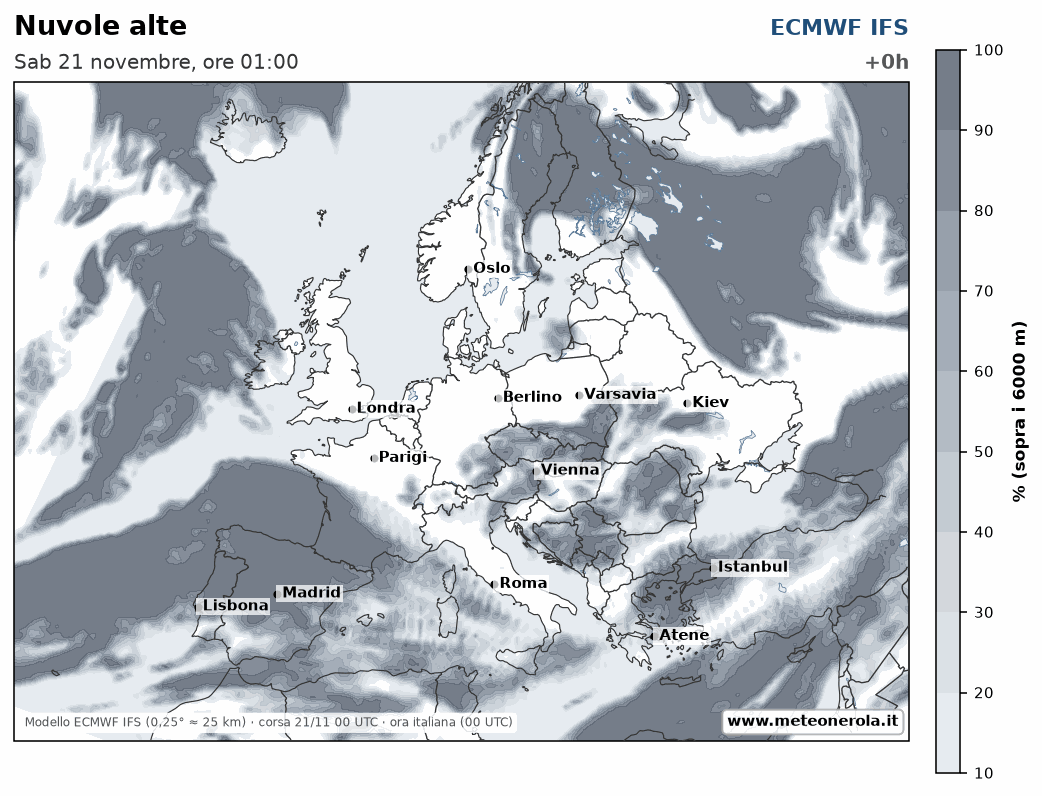 Nuvole alte
ECMWF IFS
Sab 21 novembre, ore 01:00
+0h
Oslo
Londra
Berlino
Varsavia
Kiev
Parigi
Vienna
Roma
Istanbul
Madrid
Lisbona
Atene
Modello ECMWF IFS (0,25° ≈ 25 km) · corsa 21/11 00 UTC · ora italiana (00 UTC)
www.meteonerola.it
100
90
80
70
60
50
40
30
20
10
% (sopra i 6000 m)